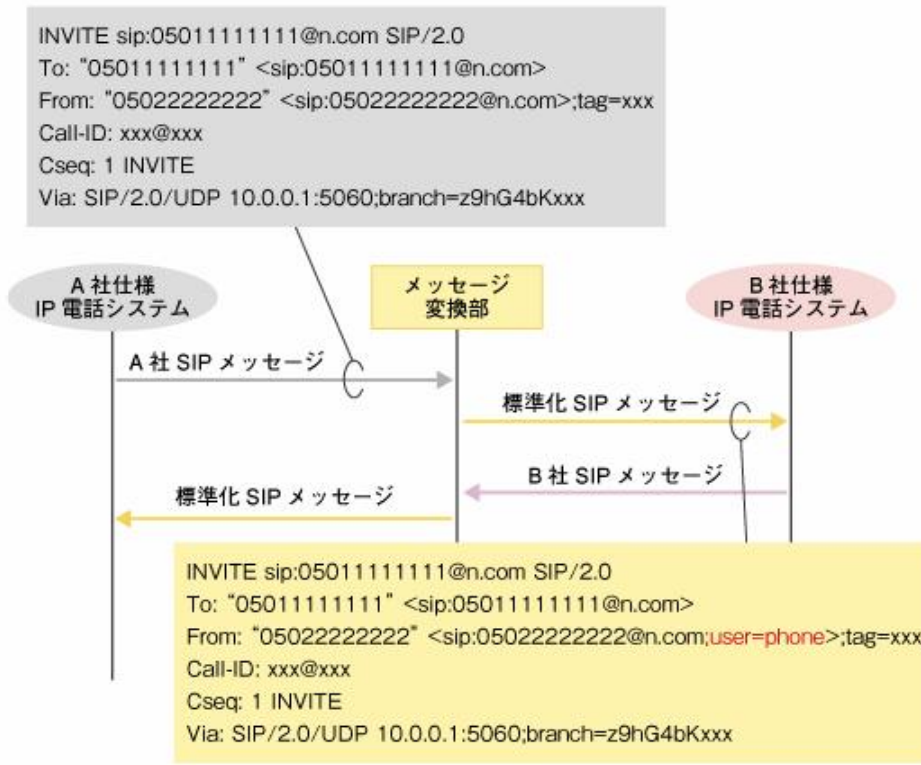 INVITE sip:05011111111@n.com SIP/2.0
To: “05011111111” <sip:05011111111@n.com>
From: “05022222222” <sip:05022222222@n.com>;tag=xxx
Call-ID: xxx@xxx
Cseq: 1 INVITE
Via: SIP/2.0/UDP 10.0.0.1:5060;branch=z9hG4bKxxx
A 社仕様
IP 電話システム
メッセージ
変換部
B 社仕様
IP 電話システム
A 社 SIP メッセージ
標準化 SIP メッセージ
B 社 SIP メッセージ
標準化 SIP メッセージ
INVITE sip:05011111111@n.com SIP/2.0
To: “05011111111” <sip:05011111111@n.com>
From: “05022222222” <sip:05022222222@n.com;user=phone>;tag=xxx
Call-ID: xxx@xxx
Cseq: 1 INVITE
Via: SIP/2.0/UDP 10.0.0.1:5060;branch=z9hG4bKxxx